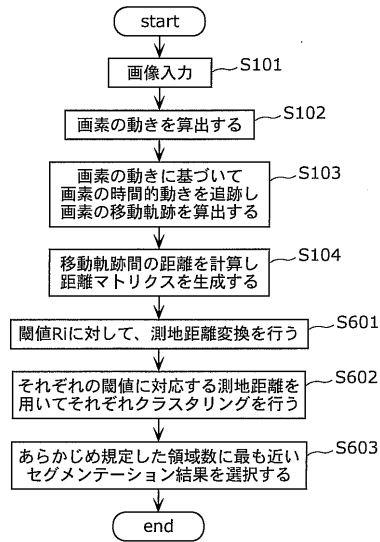 start
画像入力
S101
画素の動きを算出する
S102
画素の動きに基づいて
画素の時間的動きを追跡し
画素の移動軌跡を算出する
S103
移動軌跡間の距離を計算し
距離マトリクスを生成する
S104
閾値Riに対して、測地距離変換を行う
S601
それぞれの閾値に対応する測地距離を
用いてそれぞれクラスタリングを行う
S602
あらかじめ規定した領域数に最も近い
セグメンテーション結果を選択する
S603
end